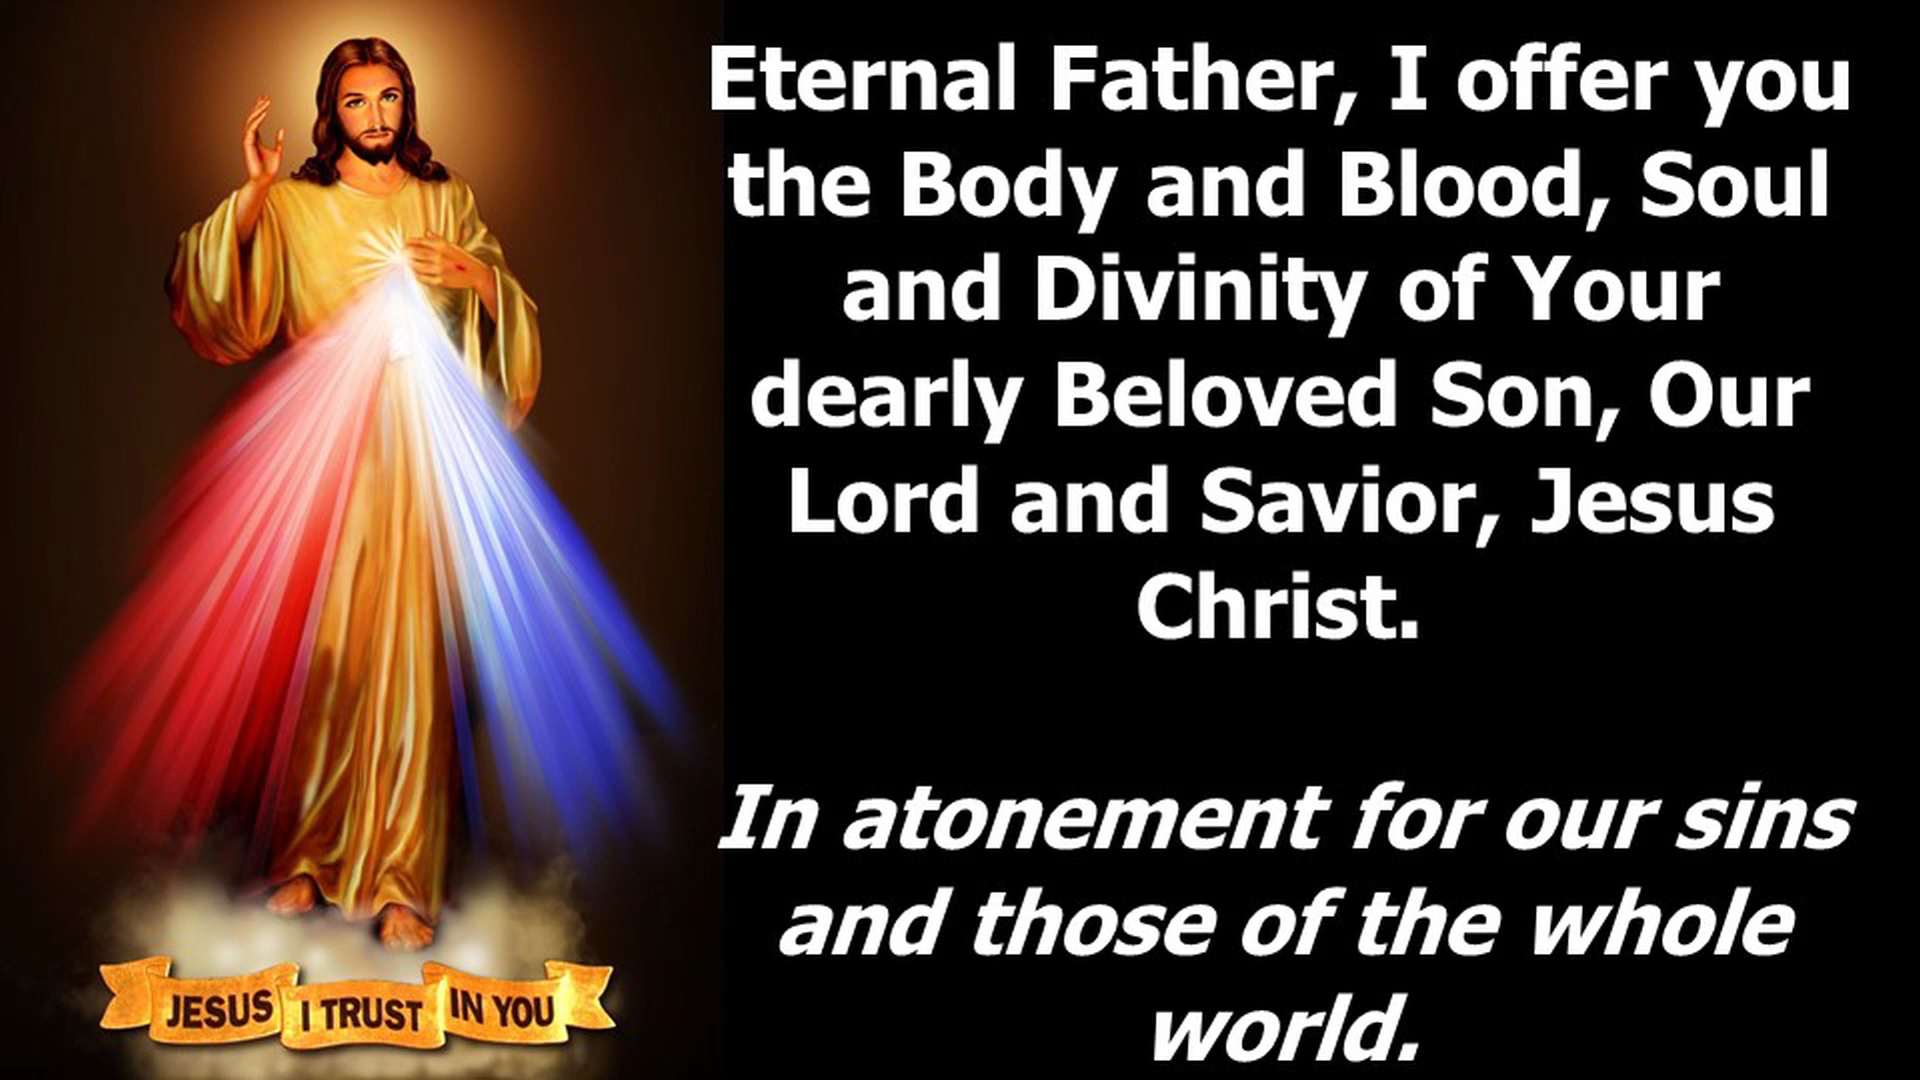 Eternal Father, I offer you
the Body and Blood, Soul
and Divinity of Your
dearly Beloved Son, Our
Lord and Savior, Jesus
Christ.
In atonement for our sins
and those of the whole
world.
JESUS I TRUST IN YOU